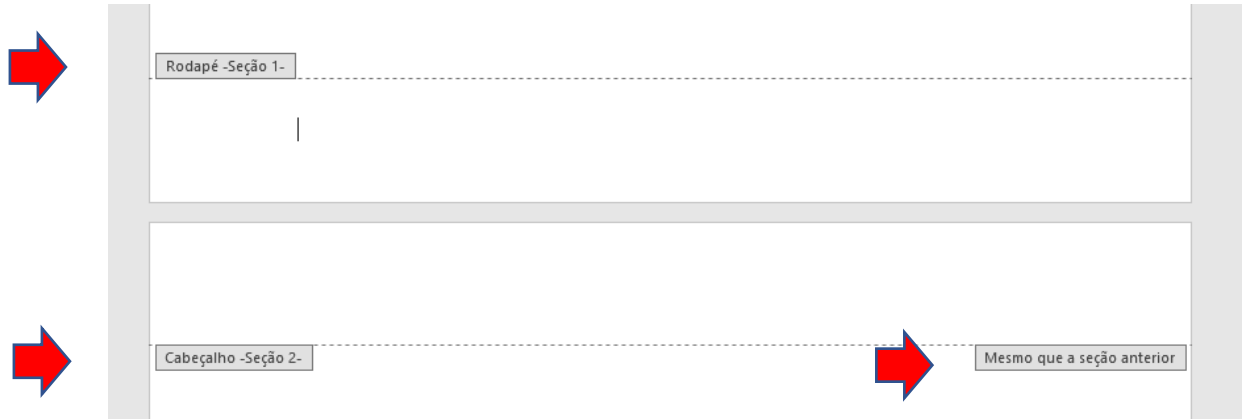 Rodapé -Seção 1-
Cabeçalho -Seção 2-
Mesmo que a seção anterior